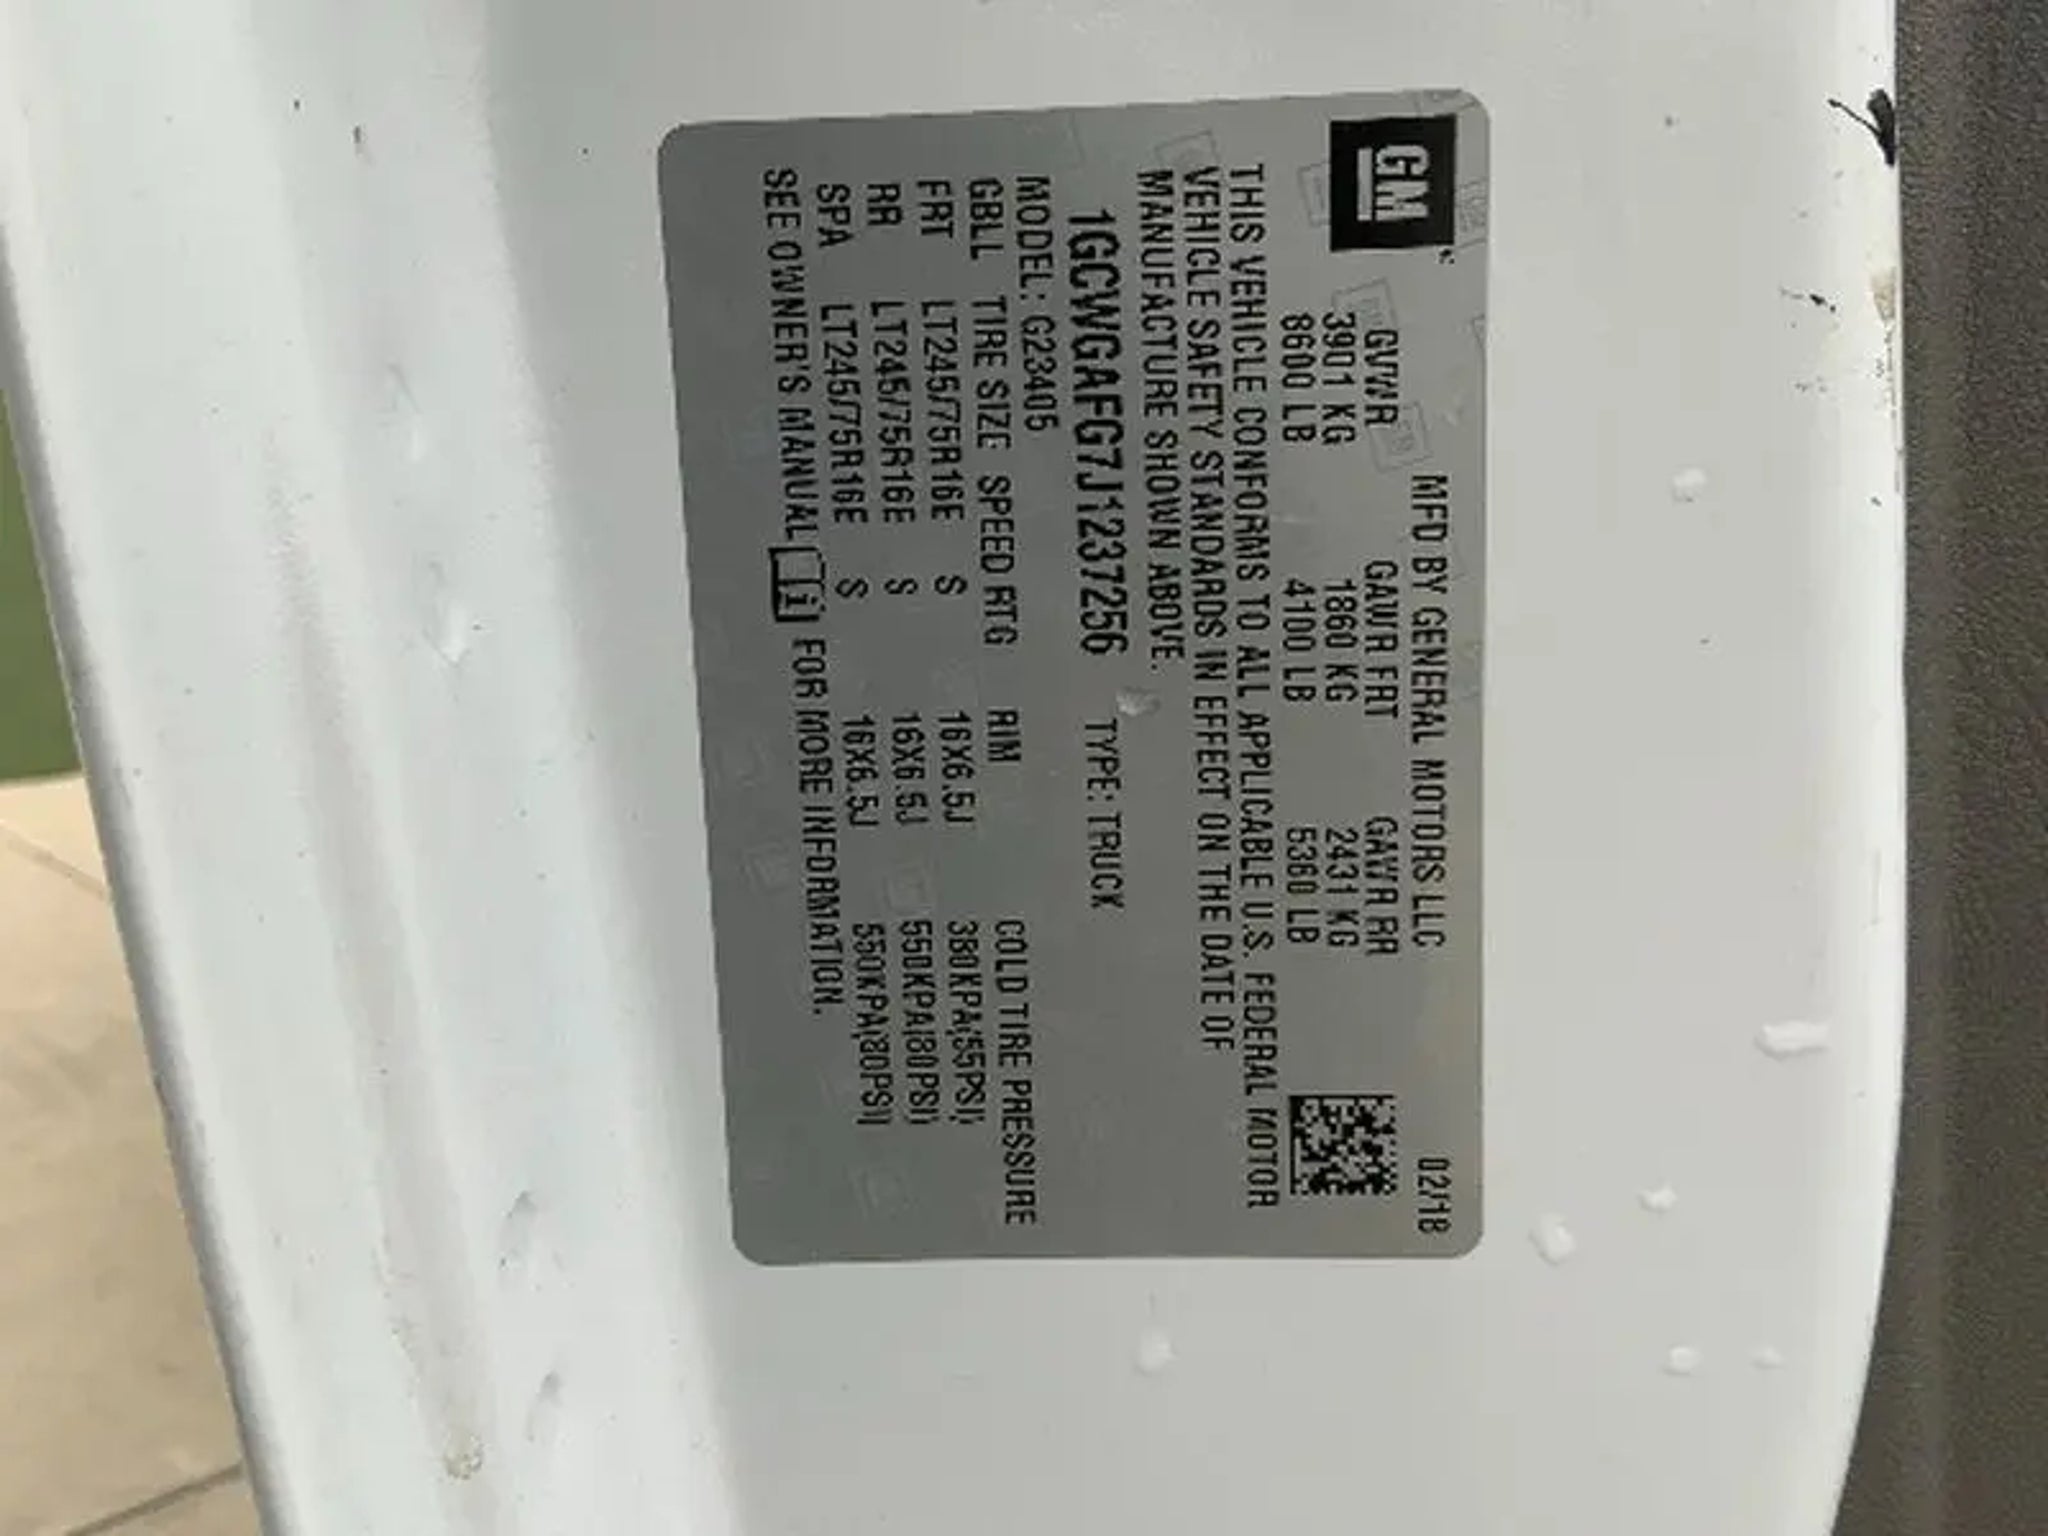 GM
MFD BY GENERAL MOTORS LLC 02/18
GVWR GAWR FRT GAWR RR
3901 KG 1860 KG 2431 KG
8600 LB 4100 LB 5360 LB
THIS VEHICLE CONFORMS TO ALL APPLICABLE U.S. FEDERAL MOTOR
VEHICLE SAFETY STANDARDS IN EFFECT ON THE DATE OF
MANUFACTURE SHOWN ABOVE.
1GCWGAFG7J1237256 TYPE: TRUCK
MODEL: G23405
GBLL TIRE SIZE SPEED RTG RIM COLD TIRE PRESSURE
FRT LT245/75R16E S 16X6.5J 380KPA(55PSI)
RR LT245/75R16E S 16X6.5J 550KPA(80PSI)
SPA LT245/75R16E S 16X6.5J 550KPA(80PSI)
SEE OWNER'S MANUAL i FOR MORE INFORMATION.